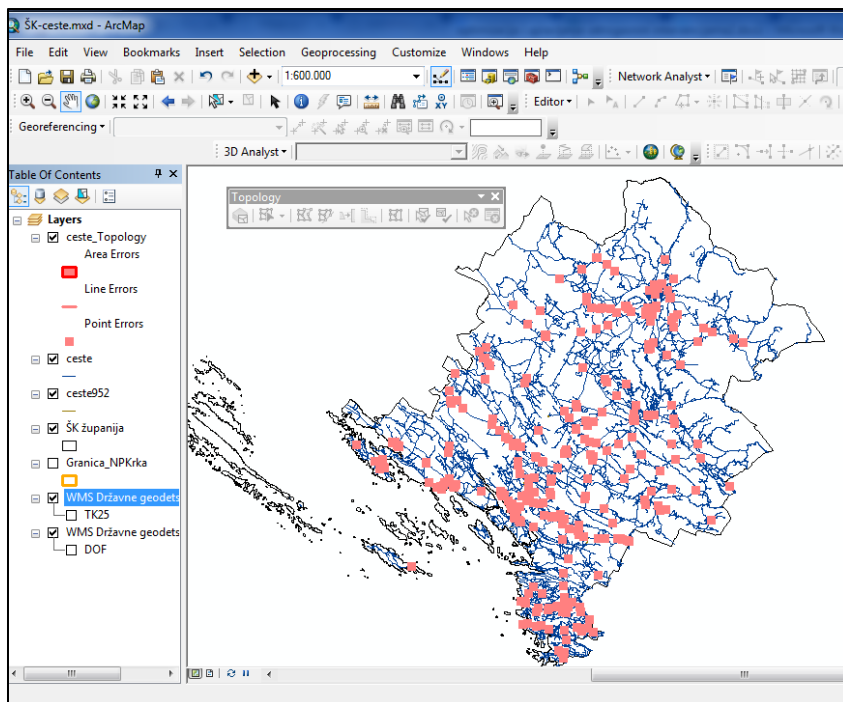 ŠK-ceste.mxd - ArcMap
File Edit View Bookmarks Insert Selection Geoprocessing Customize Windows Help
1:600.000 Network Analyst
Editor
Georeferencing
3D Analyst
Table Of Contents
Topology
Layers
ceste_Topology
Area Errors
Line Errors
Point Errors
ceste
ceste952
ŠK županija
Granica_NPKrka
WMS Državne geodets
TK25
WMS Državne geodets
DOF